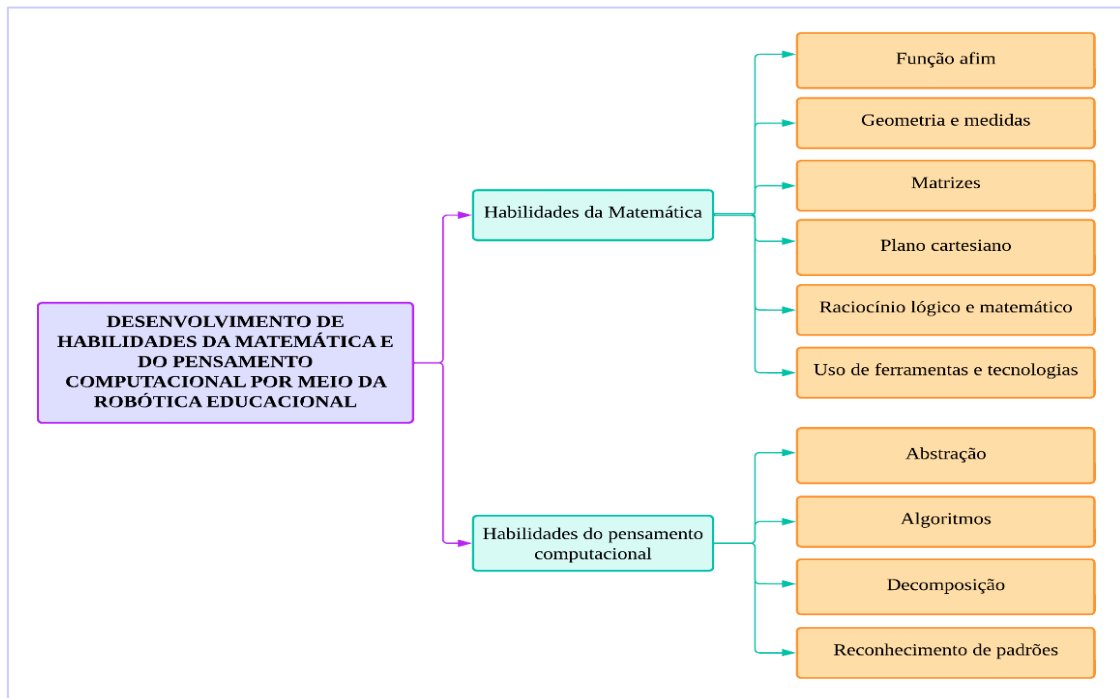 DESENVOLVIMENTO DE
HABILIDADES DA MATEMÁTICA E
DO PENSAMENTO
COMPUTACIONAL POR MEIO DA
ROBÓTICA EDUCACIONAL
Habilidades da Matemática
Função afim
Geometria e medidas
Matrizes
Plano cartesiano
Raciocínio lógico e matemático
Uso de ferramentas e tecnologias
Habilidades do pensamento
computacional
Abstração
Algoritmos
Decomposição
Reconhecimento de padrões